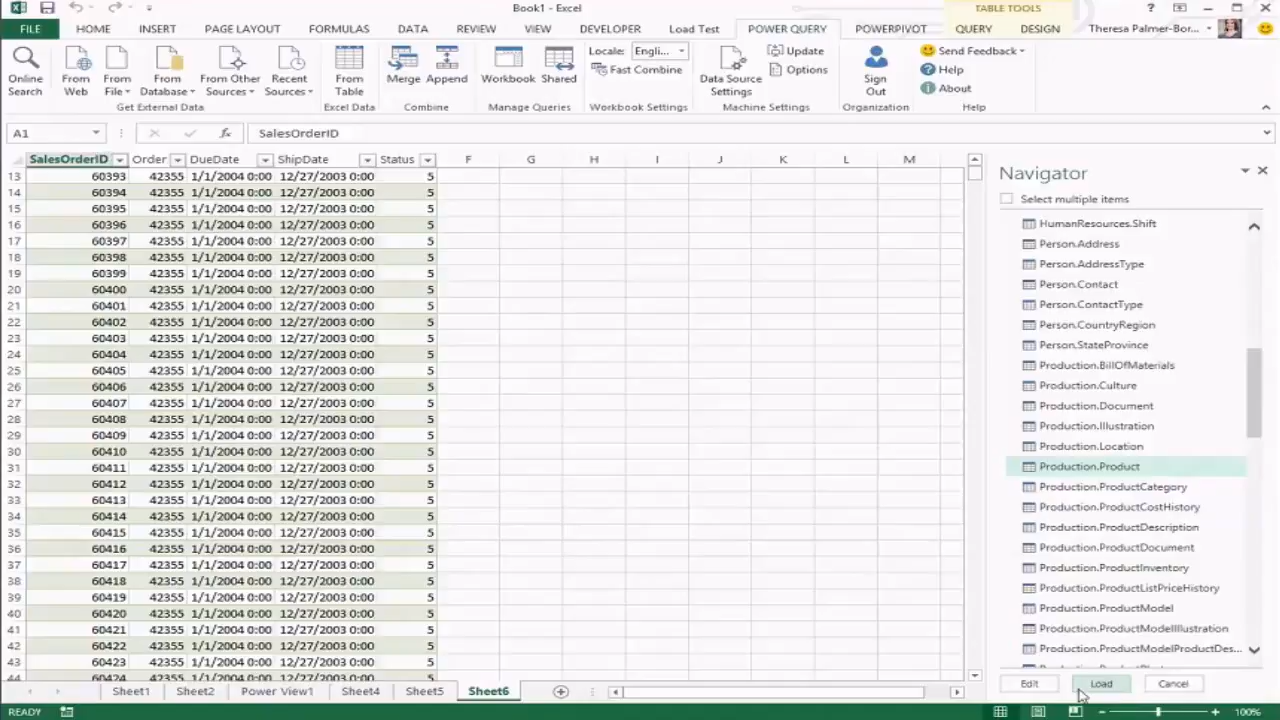 Book1 - Excel
TABLE TOOLS
FILE HOME INSERT PAGE LAYOUT FORMULAS DATA REVIEW VIEW DEVELOPER Load Test POWER QUERY POWERPIVOT QUERY DESIGN Theresa Palmer-Bor...
Online Search
From Web
From File
From Database
From Other Sources
Recent Sources
From Table
Merge
Append
Workbook
Shared
Locale: Engli...
Fast Combine
Data Source Settings
Update
Options
Sign Out
Send Feedback
Help
About
Get External Data Excel Data Combine Manage Queries Workbook Settings Machine Settings Organization Help
A1 fx SalesOrderID
SalesOrderID Order DueDate ShipDate Status F G H I J K L M
13 60393 42355 1/1/2004 0:00 12/27/2003 0:00 5
14 60394 42355 1/1/2004 0:00 12/27/2003 0:00 5
15 60395 42355 1/1/2004 0:00 12/27/2003 0:00 5
16 60396 42355 1/1/2004 0:00 12/27/2003 0:00 5
17 60397 42355 1/1/2004 0:00 12/27/2003 0:00 5
18 60398 42355 1/1/2004 0:00 12/27/2003 0:00 5
19 60399 42355 1/1/2004 0:00 12/27/2003 0:00 5
20 60400 42355 1/1/2004 0:00 12/27/2003 0:00 5
21 60401 42355 1/1/2004 0:00 12/27/2003 0:00 5
22 60402 42355 1/1/2004 0:00 12/27/2003 0:00 5
23 60403 42355 1/1/2004 0:00 12/27/2003 0:00 5
24 60404 42355 1/1/2004 0:00 12/27/2003 0:00 5
25 60405 42355 1/1/2004 0:00 12/27/2003 0:00 5
26 60406 42355 1/1/2004 0:00 12/27/2003 0:00 5
27 60407 42355 1/1/2004 0:00 12/27/2003 0:00 5
28 60408 42355 1/1/2004 0:00 12/27/2003 0:00 5
29 60409 42355 1/1/2004 0:00 12/27/2003 0:00 5
30 60410 42355 1/1/2004 0:00 12/27/2003 0:00 5
31 60411 42355 1/1/2004 0:00 12/27/2003 0:00 5
32 60412 42355 1/1/2004 0:00 12/27/2003 0:00 5
33 60413 42355 1/1/2004 0:00 12/27/2003 0:00 5
34 60414 42355 1/1/2004 0:00 12/27/2003 0:00 5
35 60415 42355 1/1/2004 0:00 12/27/2003 0:00 5
36 60416 42355 1/1/2004 0:00 12/27/2003 0:00 5
37 60417 42355 1/1/2004 0:00 12/27/2003 0:00 5
38 60418 42355 1/1/2004 0:00 12/27/2003 0:00 5
39 60419 42355 1/1/2004 0:00 12/27/2003 0:00 5
40 60420 42355 1/1/2004 0:00 12/27/2003 0:00 5
41 60421 42355 1/1/2004 0:00 12/27/2003 0:00 5
42 60422 42355 1/1/2004 0:00 12/27/2003 0:00 5
43 60423 42355 1/1/2004 0:00 12/27/2003 0:00 5
Navigator
Select multiple items
HumanResources.Shift
Person.Address
Person.AddressType
Person.Contact
Person.ContactType
Person.CountryRegion
Person.StateProvince
Production.BillOfMaterials
Production.Culture
Production.Document
Production.Illustration
Production.Location
Production.Product
Production.ProductCategory
Production.ProductCostHistory
Production.ProductDescription
Production.ProductDocument
Production.ProductInventory
Production.ProductListPriceHistory
Production.ProductModel
Production.ProductModelIllustration
Production.ProductModelProductDes...
Edit Load Cancel
Sheet1 Sheet2 Power View1 Sheet4 Sheet5 Sheet6
READY 100%